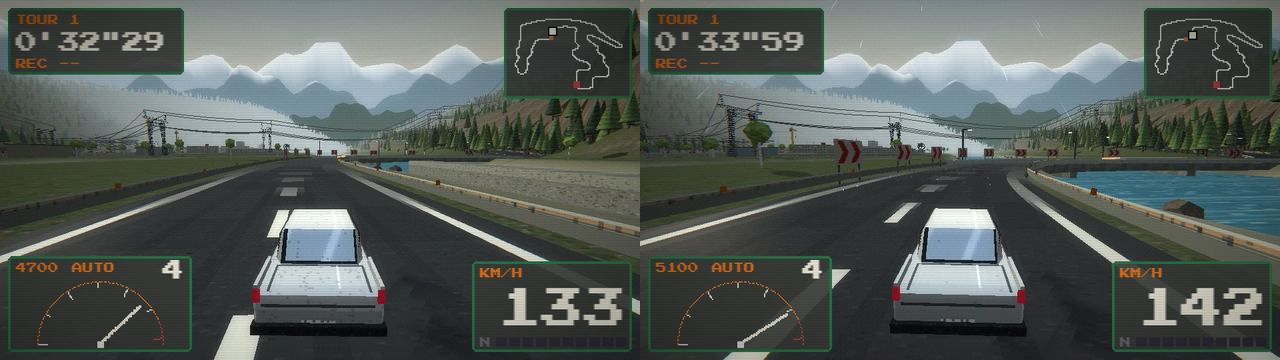 TOUR 1
0'32"29
REC --
4700 AUTO 4
KM/H
133
N
TOUR 1
0'33"59
REC --
5100 AUTO 4
KM/H
142
N